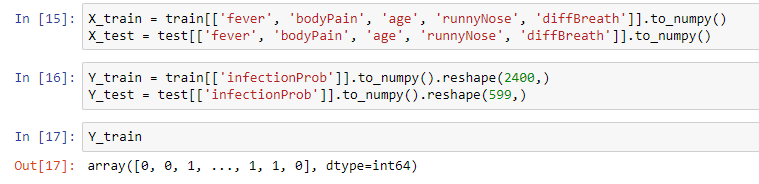 In [15]: X_train = train[['fever', 'bodyPain', 'age', 'runnyNose', 'diffBreath']].to_numpy()
X_test = test[['fever', 'bodyPain', 'age', 'runnyNose', 'diffBreath']].to_numpy()
In [16]: Y_train = train[['infectionProb']].to_numpy().reshape(2400,)
Y_test = test[['infectionProb']].to_numpy().reshape(599,)
In [17]: Y_train
Out[17]: array([0, 0, 1, ..., 1, 1, 0], dtype=int64)